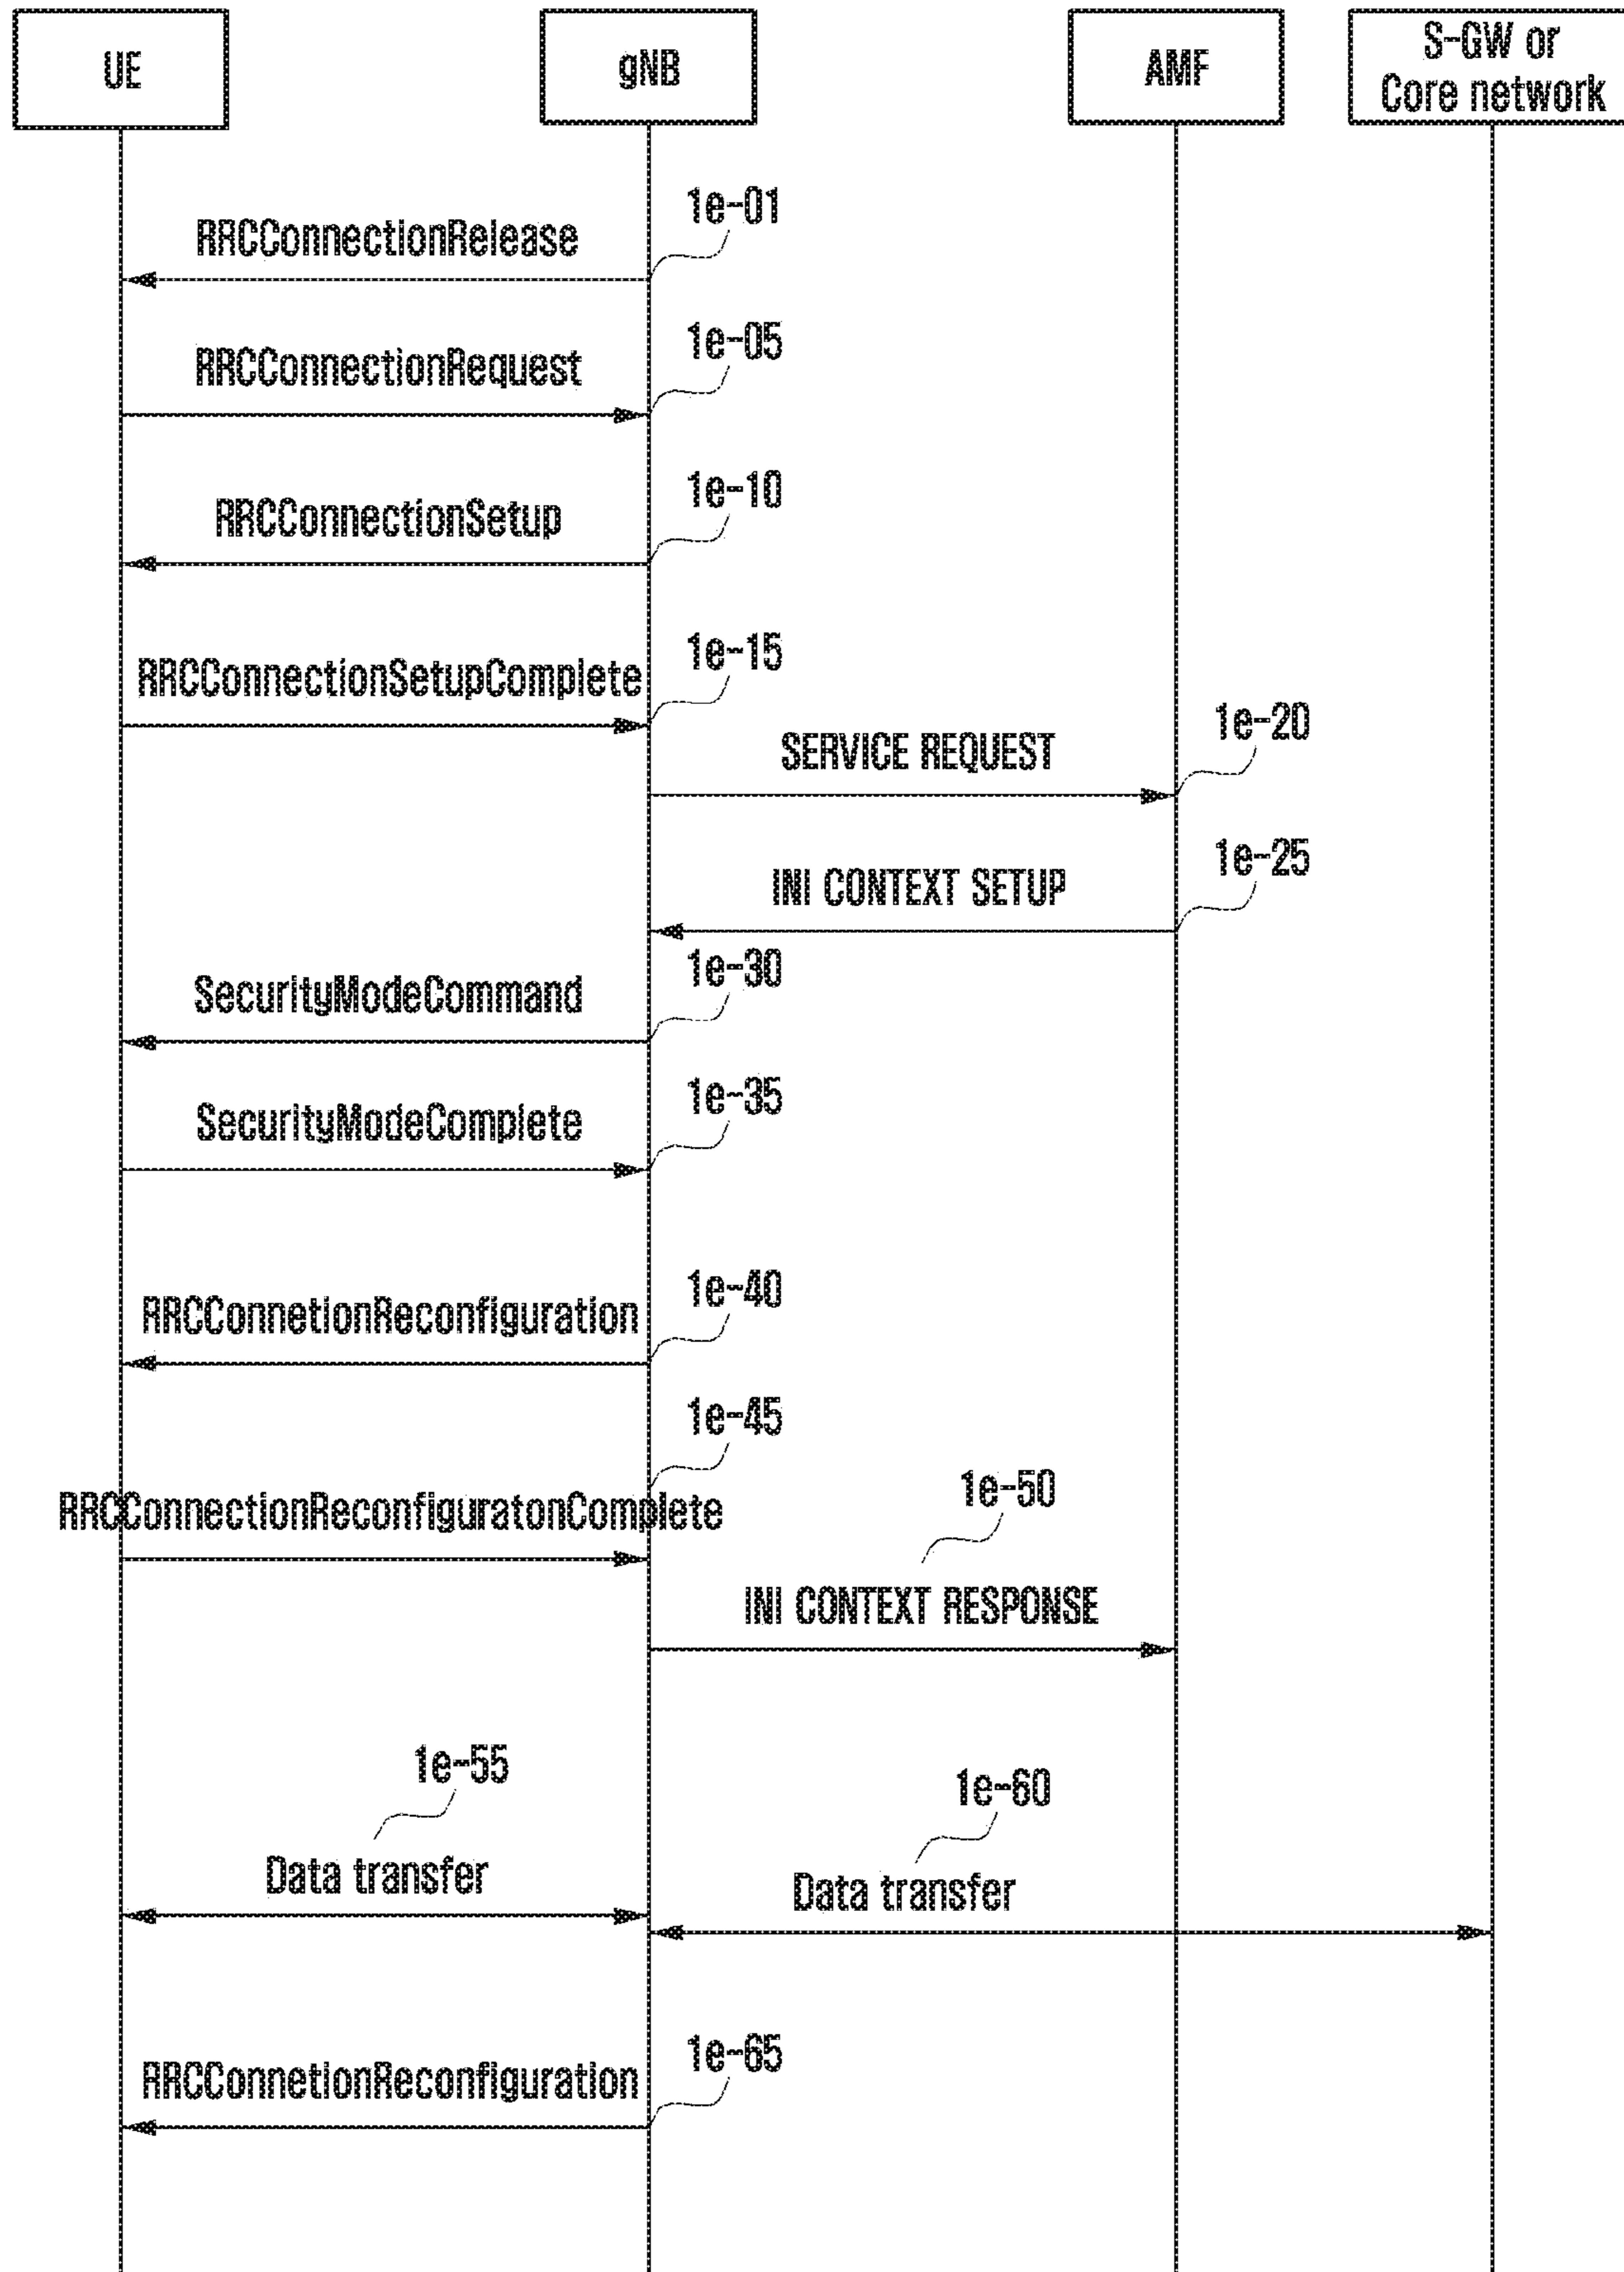 UE
gNB
AMF
S-GW or
Core network
1e-01
RRCConnectionRelease
1e-05
RRCConnectionRequest
1e-10
RRCConnectionSetup
1e-15
RRCConnectionSetupComplete
1e-20
SERVICE REQUEST
1e-25
INI CONTEXT SETUP
1e-30
SecurityModeCommand
1e-35
SecurityModeComplete
1e-40
RRCConnetionReconfiguration
1e-45
RRCConnectionReconfiguratonComplete
1e-50
INI CONTEXT RESPONSE
1e-55
Data transfer
1e-60
Data transfer
1e-65
RRCConnetionReconfiguration